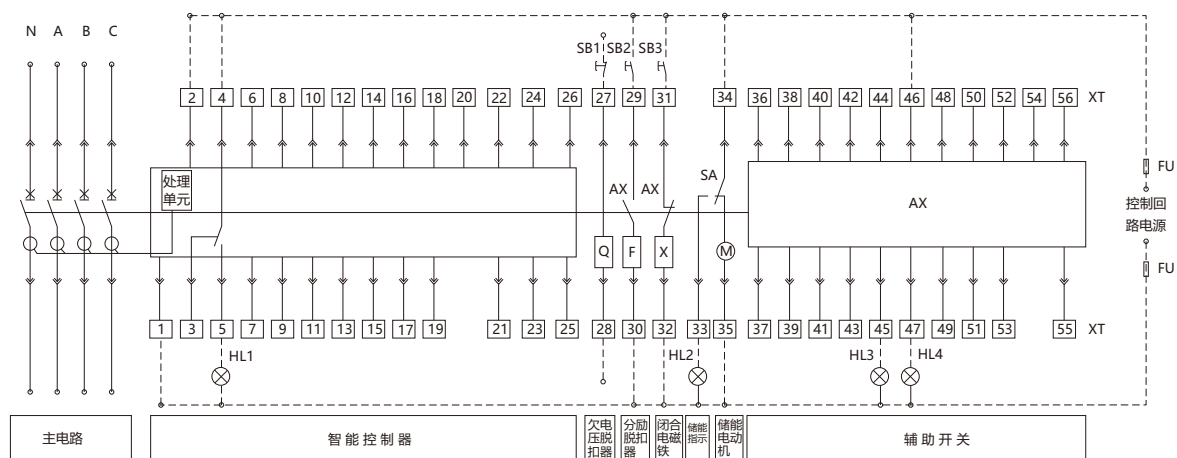 N A B C
SB1 SB2 SB3
2 4 6 8 10 12 14 16 18 20 22 24 26 27 29 31 34 36 38 40 42 44 46 48 50 52 54 56 XT
处理
单元
FU
控制回
路电源
FU
AX AX SA
AX
Q F X M
1 3 5 7 9 11 13 15 17 19 21 23 25 28 30 32 33 35 37 39 41 43 45 47 49 51 53 55 XT
HL1 HL2 HL3 HL4
主电路
智能控制器
欠电
压脱
扣器
分励
脱扣
器
闭合
电磁
铁
储能
指示
储能
电动
机
辅助开关